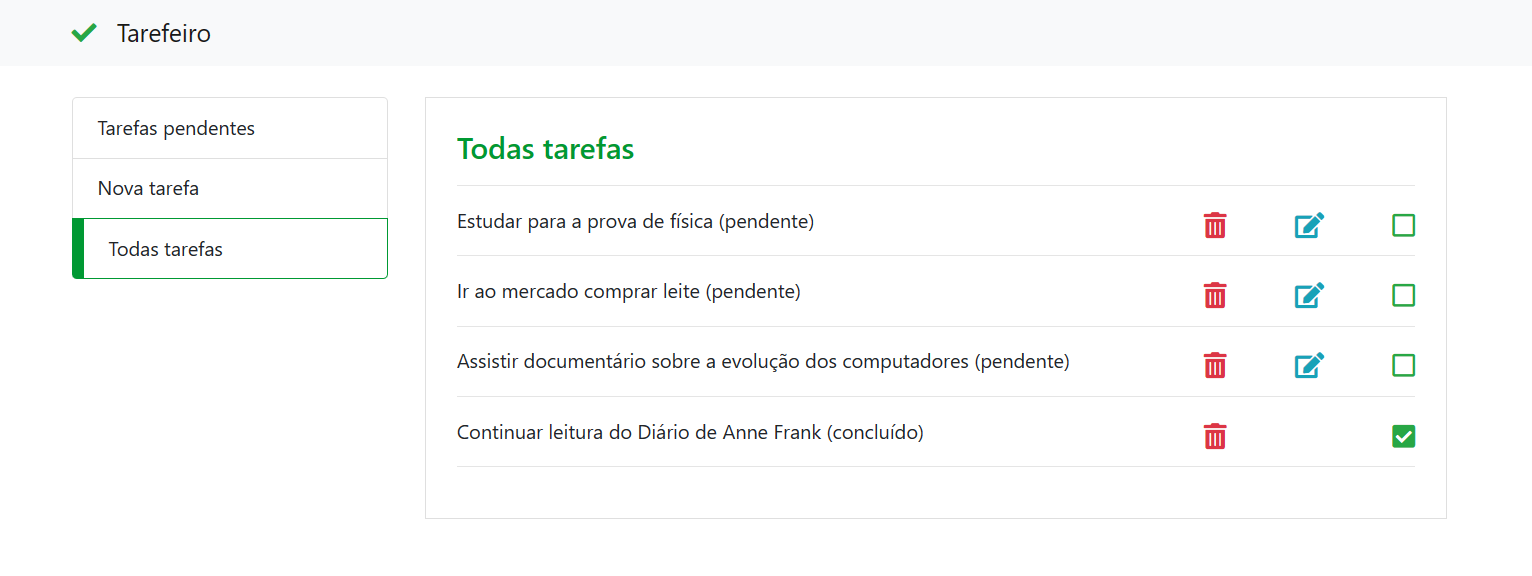 Tarefeiro
Tarefas pendentes
Nova tarefa
Todas tarefas
Todas tarefas
Estudar para a prova de física (pendente)
Ir ao mercado comprar leite (pendente)
Assistir documentário sobre a evolução dos computadores (pendente)
Continuar leitura do Diário de Anne Frank (concluído)